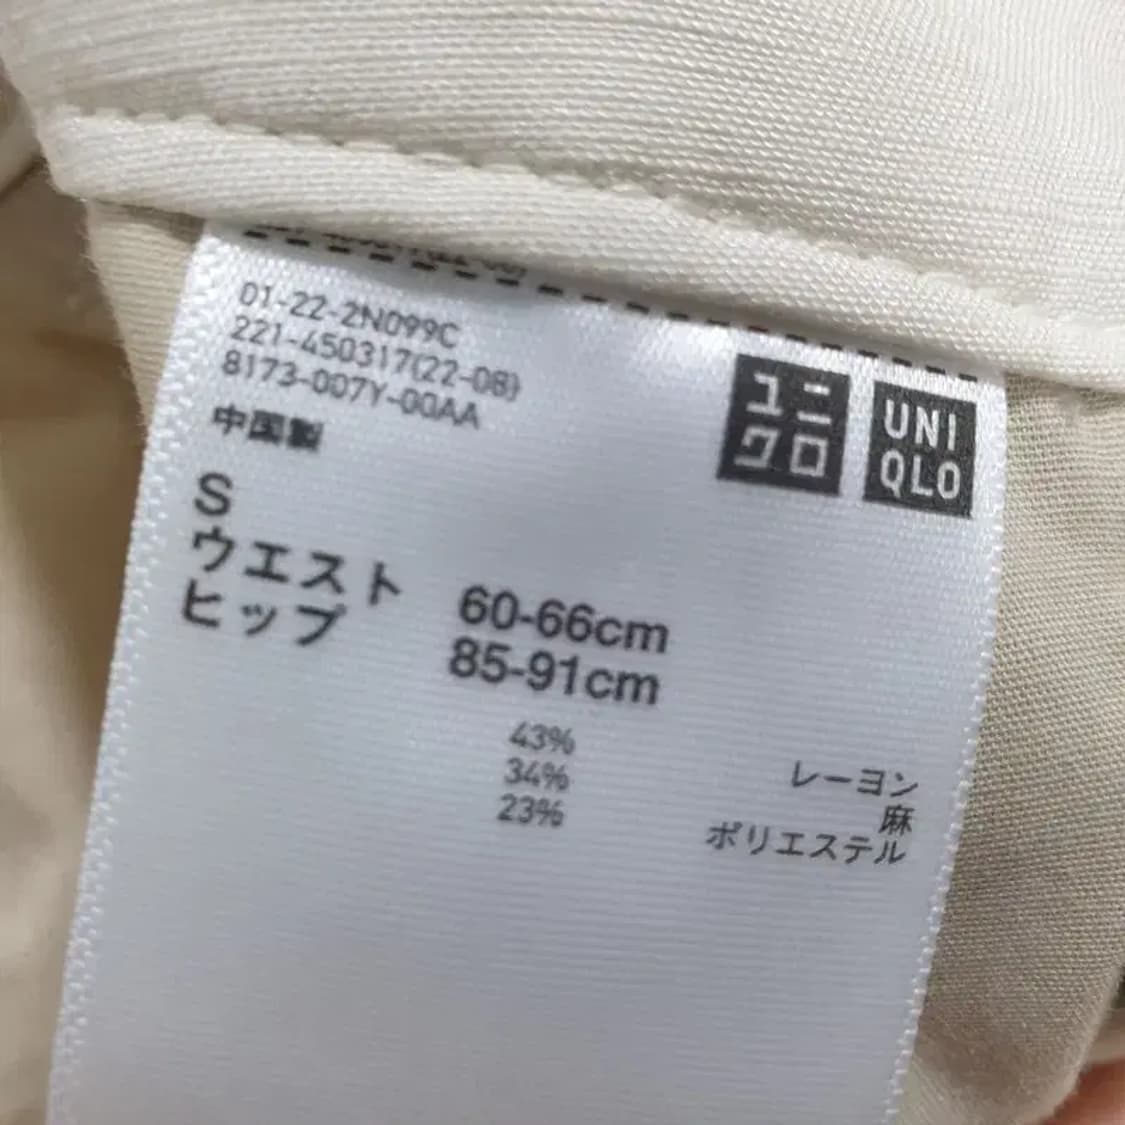 01-22-2N099C
221-450317(22-08)
8173-007Y-00AA
中国製
ユニ
クロ
UNI
QLO
S
ウエスト 60-66cm
ヒップ 85-91cm
43% レーヨン
34% 麻
23% ポリエステル